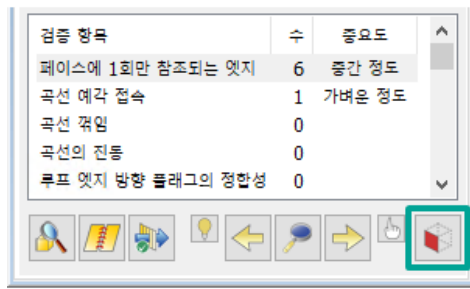 검증 항목 수 중요도
페이스에 1회만 참조되는 엣지 6 중간 정도
곡선 예각 접속 1 가벼운 정도
곡선 꺾임 0
곡선의 진동 0
루프 엣지 방향 플래그의 정합성 0